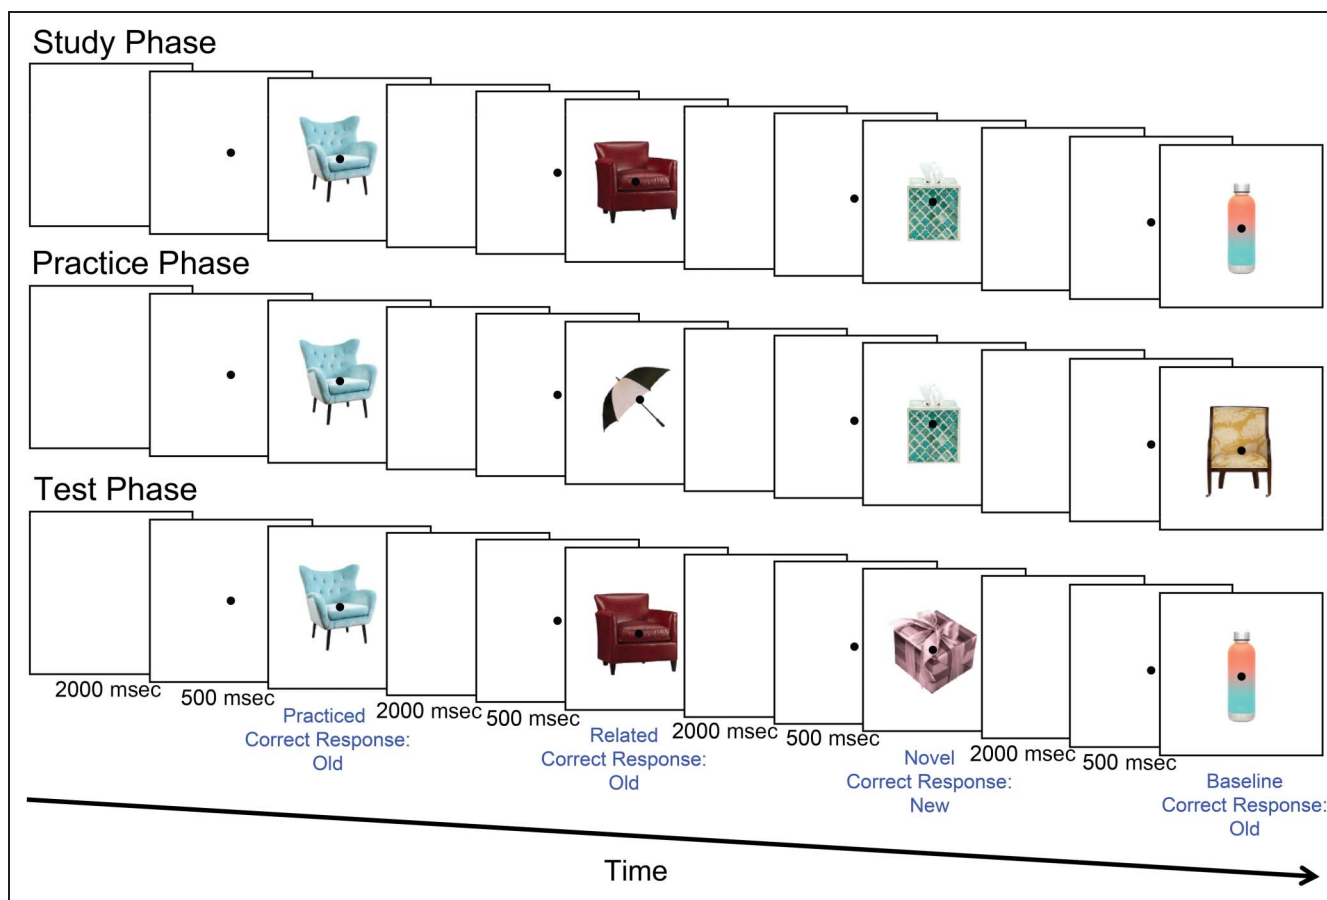 Study Phase
Practice Phase
Test Phase
2000 msec
500 msec
Practiced
Correct Response:
Old
2000 msec
500 msec
Related
Correct Response:
Old
2000 msec
500 msec
Novel
Correct Response:
New
2000 msec
500 msec
Baseline
Correct Response:
Old
Time